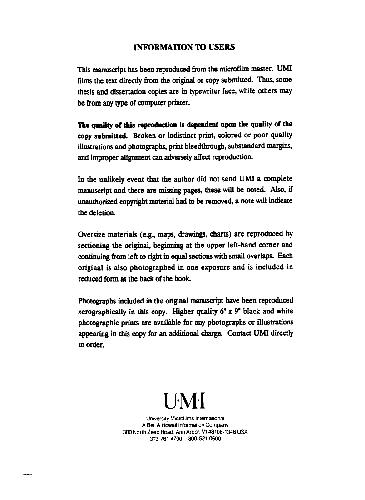 INFORMATION TO USERS
This manuscript has been reproduced from the microfilm master. UMI
films the text directly from the original or copy submitted. Thus, some
thesis and dissertation copies are in typewriter face, while others may
be from any type of computer printer.
The quality of this reproduction is dependent upon the quality of the
copy submitted. Broken or indistinct print, colored or poor quality
illustrations and photographs, print bleedthrough, substandard margins,
and improper alignment can adversely affect reproduction.
In the unlikely event that the author did not send UMI a complete
manuscript and there are missing pages, these will be noted. Also, if
unauthorized copyright material had to be removed, a note will indicate
the deletion.
Oversize materials (e.g., maps, drawings, charts) are reproduced by
sectioning the original, beginning at the upper left-hand corner and
continuing from left to right in equal sections with small overlaps. Each
original is also photographed in one exposure and is included in
reduced form at the back of the book.
Photographs included in the original manuscript have been reproduced
xerographically in this copy. Higher quality 6" x 9" black and white
photographic prints are available for any photographs or illustrations
appearing in this copy for an additional charge. Contact UMI directly
to order.
U·M·I
University Microfilms International
A Bell & Howell Information Company
300 North Zeeb Road, Ann Arbor, MI 48106-1346 USA
313/761-4700 800/521-0600